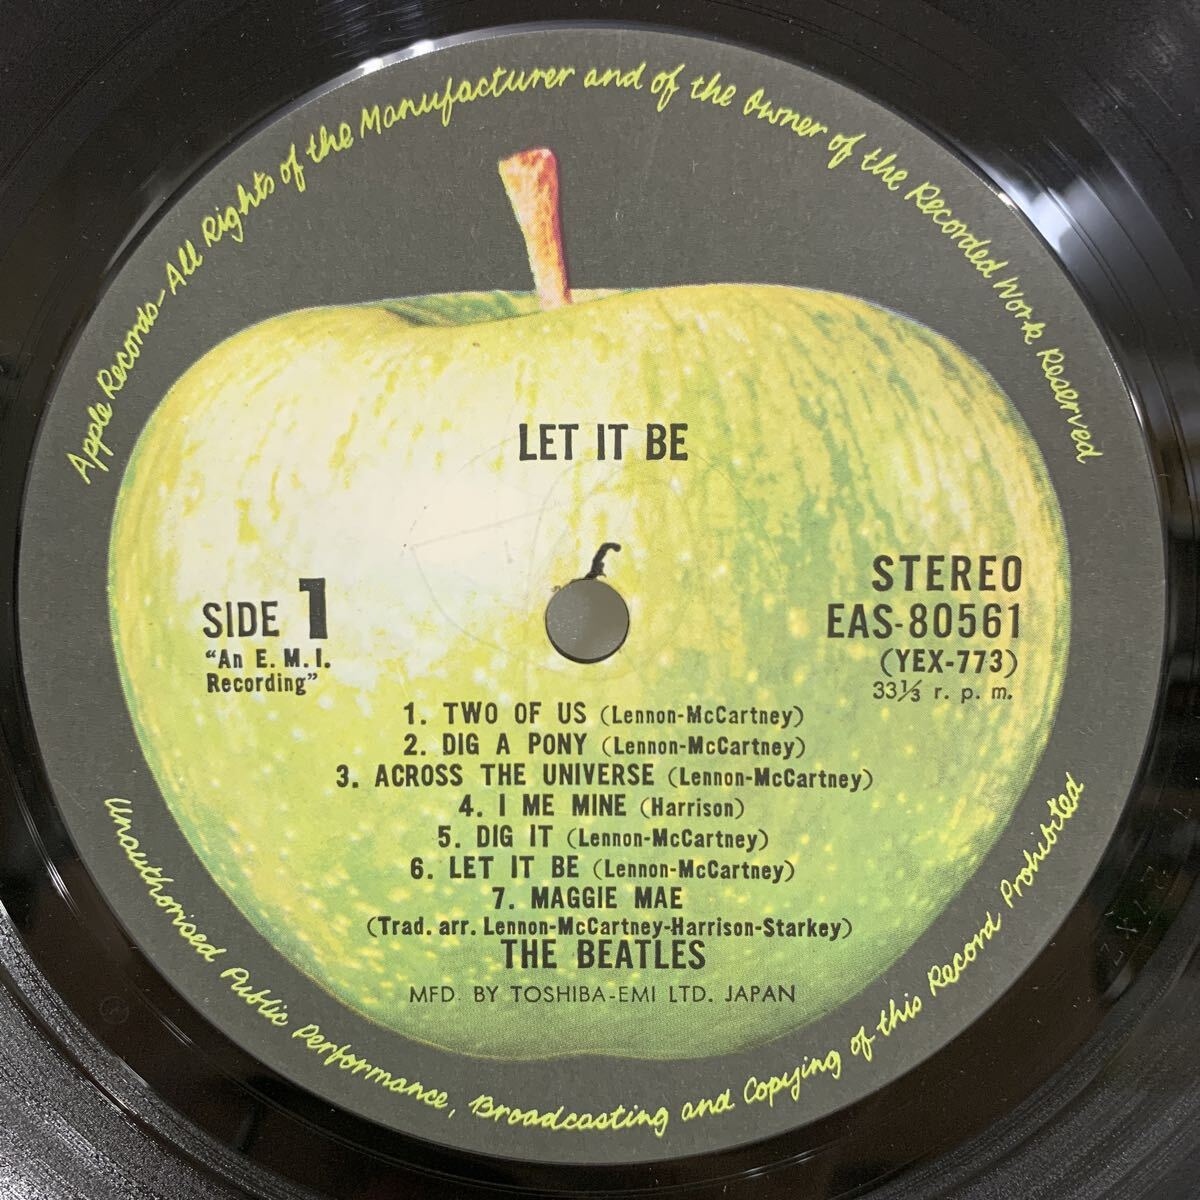 Apple Records-All Rights of the Manufacturer and of the Owner of the Recorded Work Reserved
LET IT BE
SIDE 1
"An E. M. I.
Recording"
STEREO
EAS-80561
(YEX-773)
33⅓ r. p. m.
1. TWO OF US (Lennon-McCartney)
2. DIG A PONY (Lennon-McCartney)
3. ACROSS THE UNIVERSE (Lennon-McCartney)
4. I ME MINE (Harrison)
5. DIG IT (Lennon-McCartney)
6. LET IT BE (Lennon-McCartney)
7. MAGGIE MAE
(Trad. arr. Lennon-McCartney-Harrison-Starkey)
THE BEATLES
MFD. BY TOSHIBA-EMI LTD. JAPAN
Unauthorised Public Performance, Broadcasting and Copying of this Record Prohibited